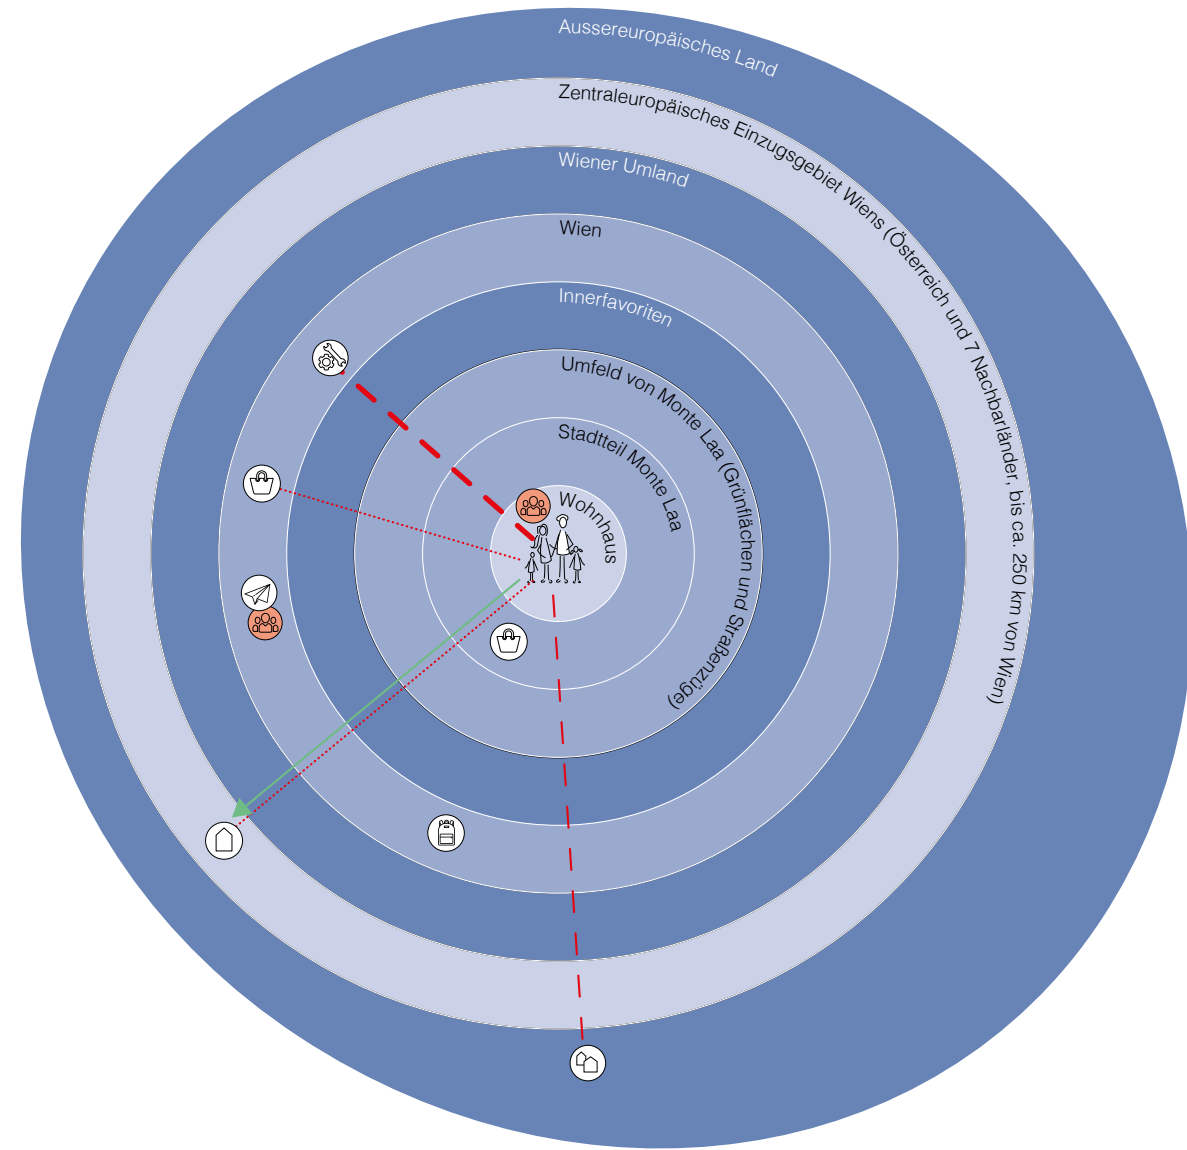 Aussereuropäisches Land
Zentraleuropäisches Einzugsgebiet Wiens (Österreich und 7 Nachbarländer, bis ca. 250 km von Wien)
Wiener Umland
Wien
Innerfavoriten
Umfeld von Monte Laa (Grünflächen und Straßenzüge)
Stadtteil Monte Laa
Wohnhaus